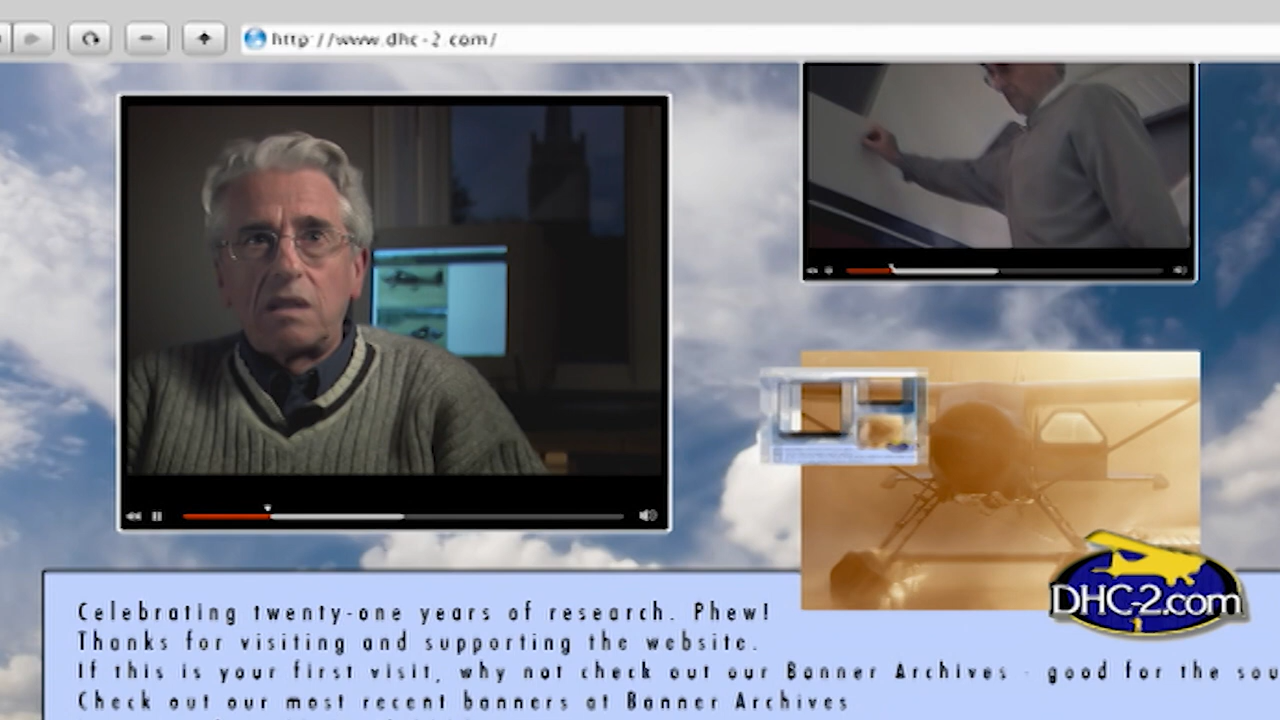 http://www.dhc-2.com/
DHC-2.com
Celebrating twenty-one years of research. Phew!
Thanks for visiting and supporting the website.
If this is your first visit, why not check out our Banner Archives - good for the sou
Check out our most recent banners at Banner Archives